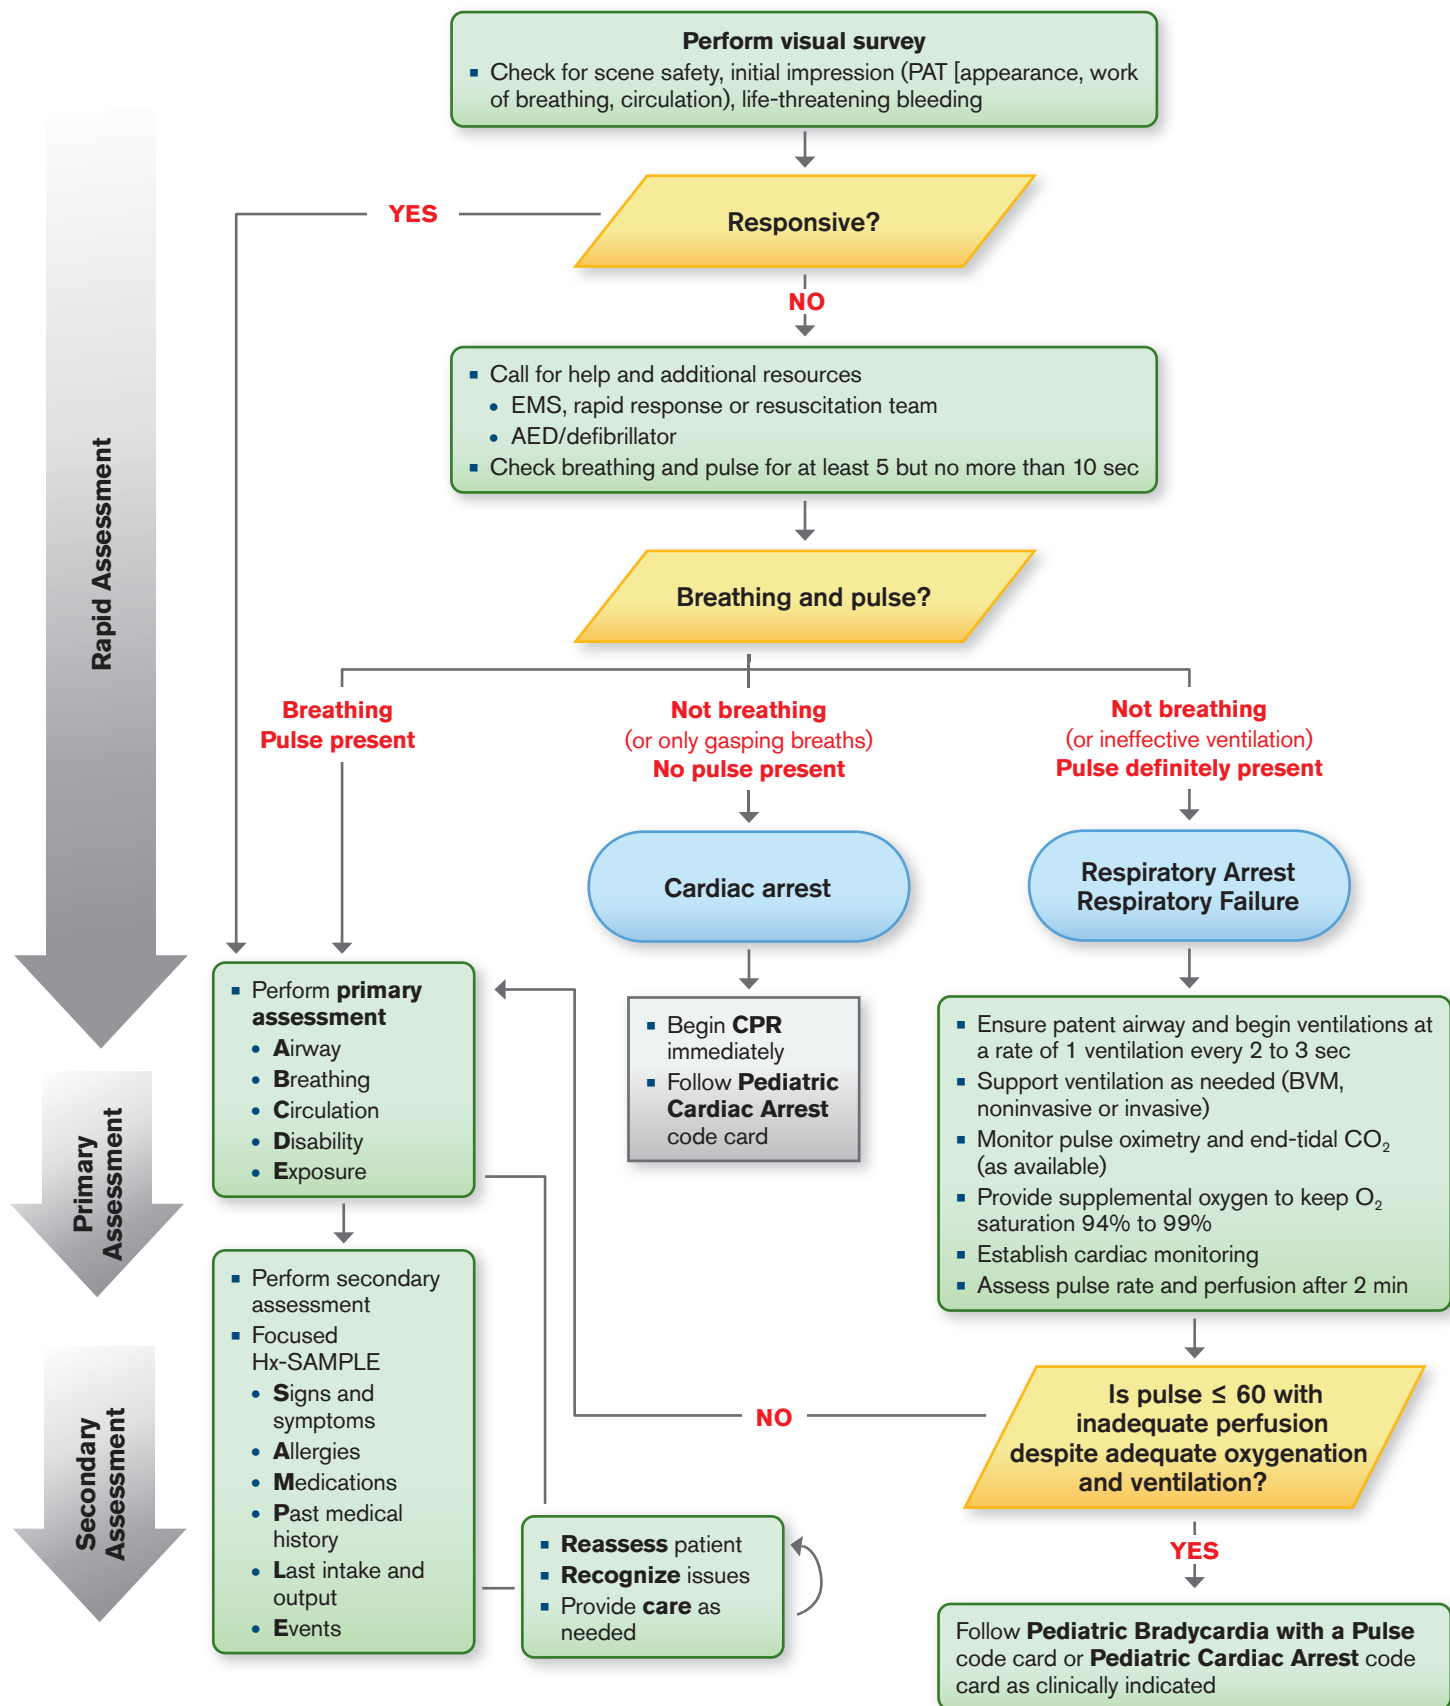 Perform visual survey
▪ Check for scene safety, initial impression (PAT [appearance, work
of breathing, circulation), life-threatening bleeding
Responsive?
YES
NO
▪ Call for help and additional resources
• EMS, rapid response or resuscitation team
• AED/defibrillator
▪ Check breathing and pulse for at least 5 but no more than 10 sec
Breathing and pulse?
Rapid Assessment
Breathing
Pulse present
Not breathing
(or only gasping breaths)
No pulse present
Not breathing
(or ineffective ventilation)
Pulse definitely present
Cardiac arrest
Respiratory Arrest
Respiratory Failure
▪ Perform primary
assessment
• Airway
• Breathing
• Circulation
• Disability
• Exposure
▪ Begin CPR
immediately
▪ Follow Pediatric
Cardiac Arrest
code card
▪ Ensure patent airway and begin ventilations at
a rate of 1 ventilation every 2 to 3 sec
▪ Support ventilation as needed (BVM,
noninvasive or invasive)
▪ Monitor pulse oximetry and end-tidal CO₂
(as available)
▪ Provide supplemental oxygen to keep O₂
saturation 94% to 99%
▪ Establish cardiac monitoring
▪ Assess pulse rate and perfusion after 2 min
Primary
Assessment
▪ Perform secondary
assessment
▪ Focused
Hx-SAMPLE
• Signs and
symptoms
• Allergies
• Medications
• Past medical
history
• Last intake and
output
• Events
Secondary
Assessment
NO
Is pulse ≤ 60 with
inadequate perfusion
despite adequate oxygenation
and ventilation?
▪ Reassess patient
▪ Recognize issues
▪ Provide care as
needed
YES
Follow Pediatric Bradycardia with a Pulse
code card or Pediatric Cardiac Arrest code
card as clinically indicated